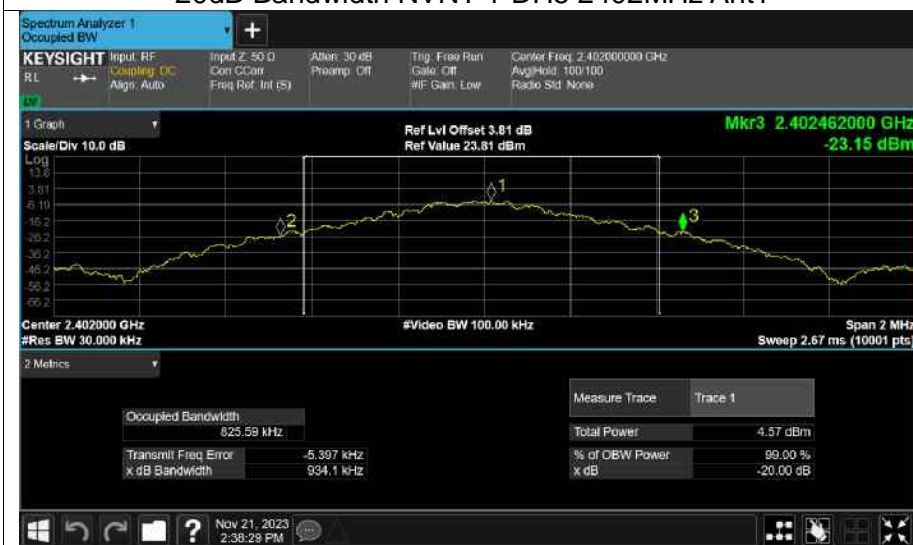 20dB Bandwidth NVNT 1-DH5 2402MHz Ant1
Spectrum Analyzer 1
Occupied BW
+
KEYSIGHT
RL
Input: RF
Coupling: DC
Align: Auto
Input Z: 50 Ω
Corr CCorr
Freq Ref: Int (S)
Atten: 30 dB
Preamp: Off
Trig: Free Run
Gate: Off
#IF Gain: Low
Center Freq: 2.402000000 GHz
Avg|Hold: 100/100
Radio Std: None
1 Graph
Scale/Div 10.0 dB
Ref Lvl Offset 3.81 dB
Ref Value 23.81 dBm
Mkr3 2.402462000 GHz
-23.15 dBm
Log
13.8
3.81
-6.19
-16.2
-26.2
-36.2
-46.2
-56.2
-66.2
1
2
3
Center 2.402000 GHz
#Res BW 30.000 kHz
#Video BW 100.00 kHz
Span 2 MHz
Sweep 2.67 ms (10001 pts)
2 Metrics
Occupied Bandwidth
825.59 kHz
Transmit Freq Error -5.397 kHz
x dB Bandwidth 934.1 kHz
Measure Trace Trace 1
Total Power 4.57 dBm
% of OBW Power 99.00 %
x dB -20.00 dB
?
Nov 21, 2023
2:38:29 PM